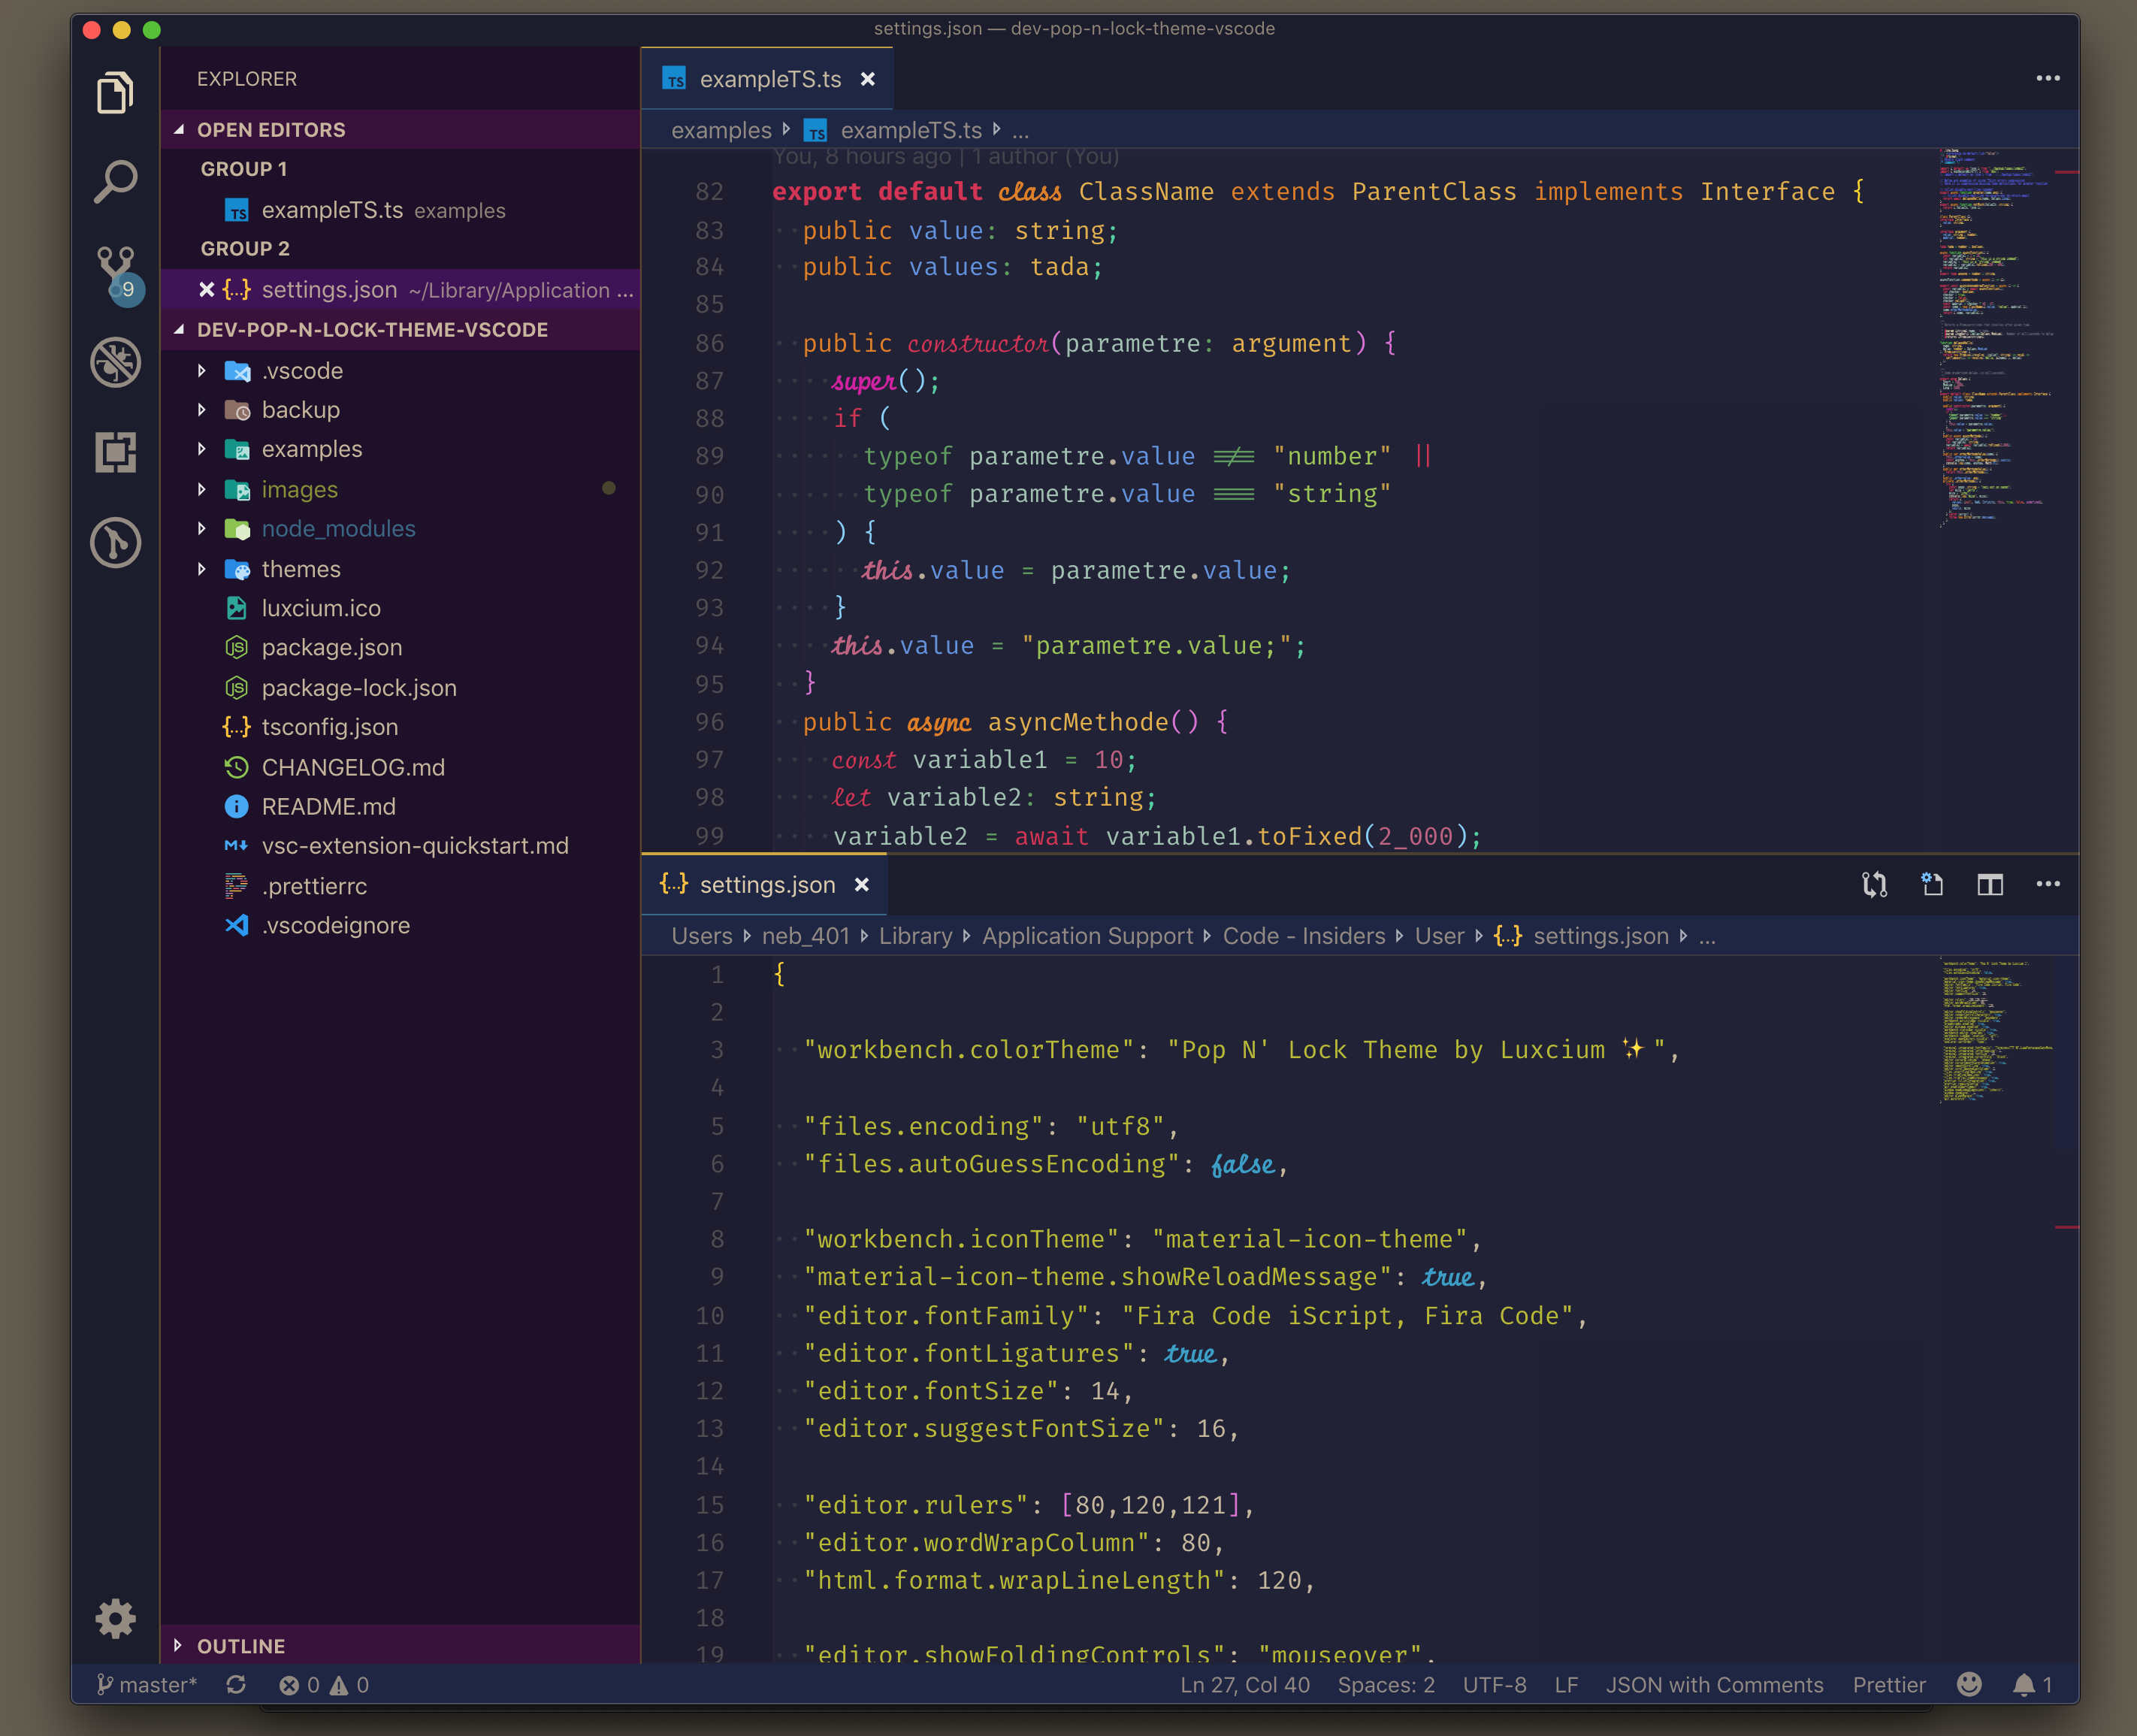 settings.json — dev-pop-n-lock-theme-vscode
EXPLORER
OPEN EDITORS
GROUP 1
TS exampleTS.ts examples
GROUP 2
{..} settings.json ~/Library/Application ...
9
DEV-POP-N-LOCK-THEME-VSCODE
.vscode
backup
examples
images
node_modules
themes
luxcium.ico
package.json
package-lock.json
{..} tsconfig.json
CHANGELOG.md
README.md
vsc-extension-quickstart.md
.prettierrc
.vscodeignore
OUTLINE
TS exampleTS.ts
examples TS exampleTS.ts ...
You, 8 hours ago | 1 author (You)
82 export default class ClassName extends ParentClass implements Interface {
83 public value: string;
84 public values: tada;
85
86 public constructor(parametre: argument) {
87 super();
88 if (
89 typeof parametre.value !== "number" ||
90 typeof parametre.value === "string"
91 ) {
92 this.value = parametre.value;
93 }
94 this.value = "parametre.value;";
95 }
96 public async asyncMethode() {
97 const variable1 = 10;
98 let variable2: string;
99 variable2 = await variable1.toFixed(2_000);
{..} settings.json
Users neb_401 Library Application Support Code - Insiders User {..} settings.json ...
1 {
2
3 "workbench.colorTheme": "Pop N' Lock Theme by Luxcium ✨",
4
5 "files.encoding": "utf8",
6 "files.autoGuessEncoding": false,
7
8 "workbench.iconTheme": "material-icon-theme",
9 "material-icon-theme.showReloadMessage": true,
10 "editor.fontFamily": "Fira Code iScript, Fira Code",
11 "editor.fontLigatures": true,
12 "editor.fontSize": 14,
13 "editor.suggestFontSize": 16,
14
15 "editor.rulers": [80,120,121],
16 "editor.wordWrapColumn": 80,
17 "html.format.wrapLineLength": 120,
18
19 "editor.showFoldingControls": "mouseover",
master* 0 0 Ln 27, Col 40 Spaces: 2 UTF-8 LF JSON with Comments Prettier 1